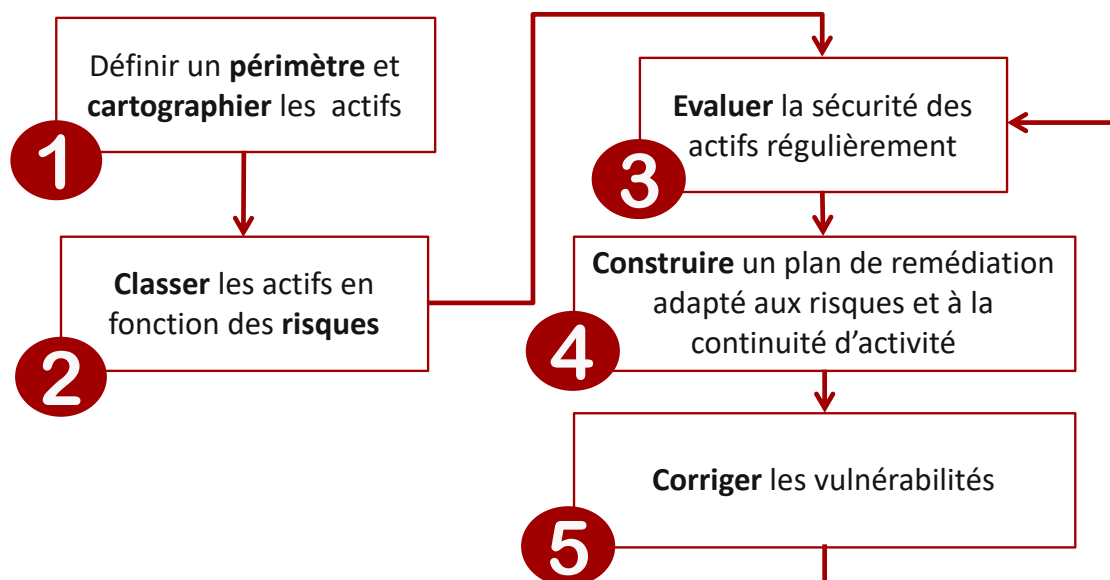 Définir un périmètre et
cartographier les actifs
1
Classer les actifs en
fonction des risques
2
Evaluer la sécurité des
actifs régulièrement
3
Construire un plan de remédiation
adapté aux risques et à la
continuité d’activité
4
Corriger les vulnérabilités
5